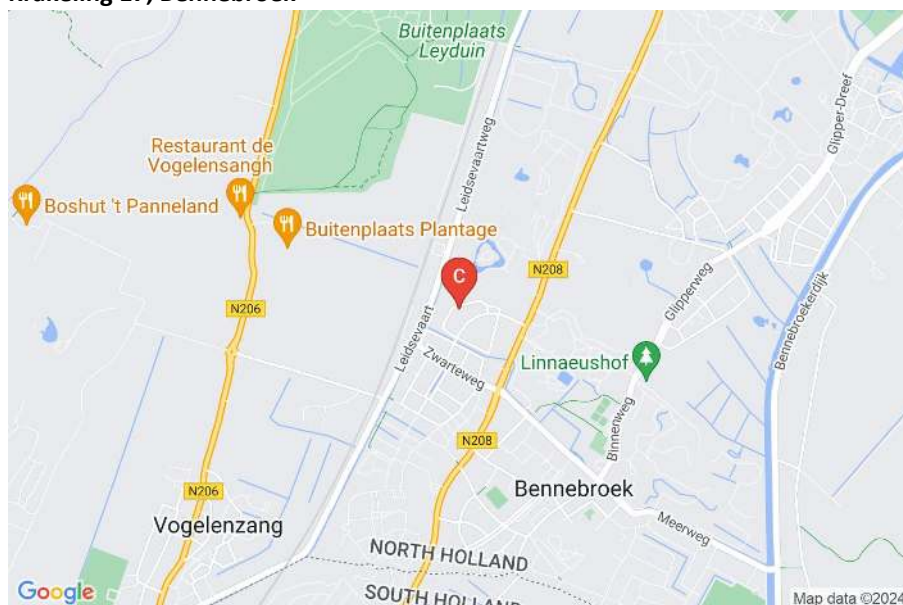 Bennebroek
Buitenplaats
Leyduin
Glipper-Dreef
Restaurant de
Vogelensangh
Leidsevaartweg
Boshut 't Panneland
Buitenplaats Plantage
C
N208
N206
Glipperweg
Bennebroekerdijk
Leidsevaart
Zwarteweg
Linnaeushof
Binnenweg
N208
N206
Bennebroek
Vogelenzang
Meerweg
NORTH HOLLAND
SOUTH HOLLAND
Google
Map data ©2024